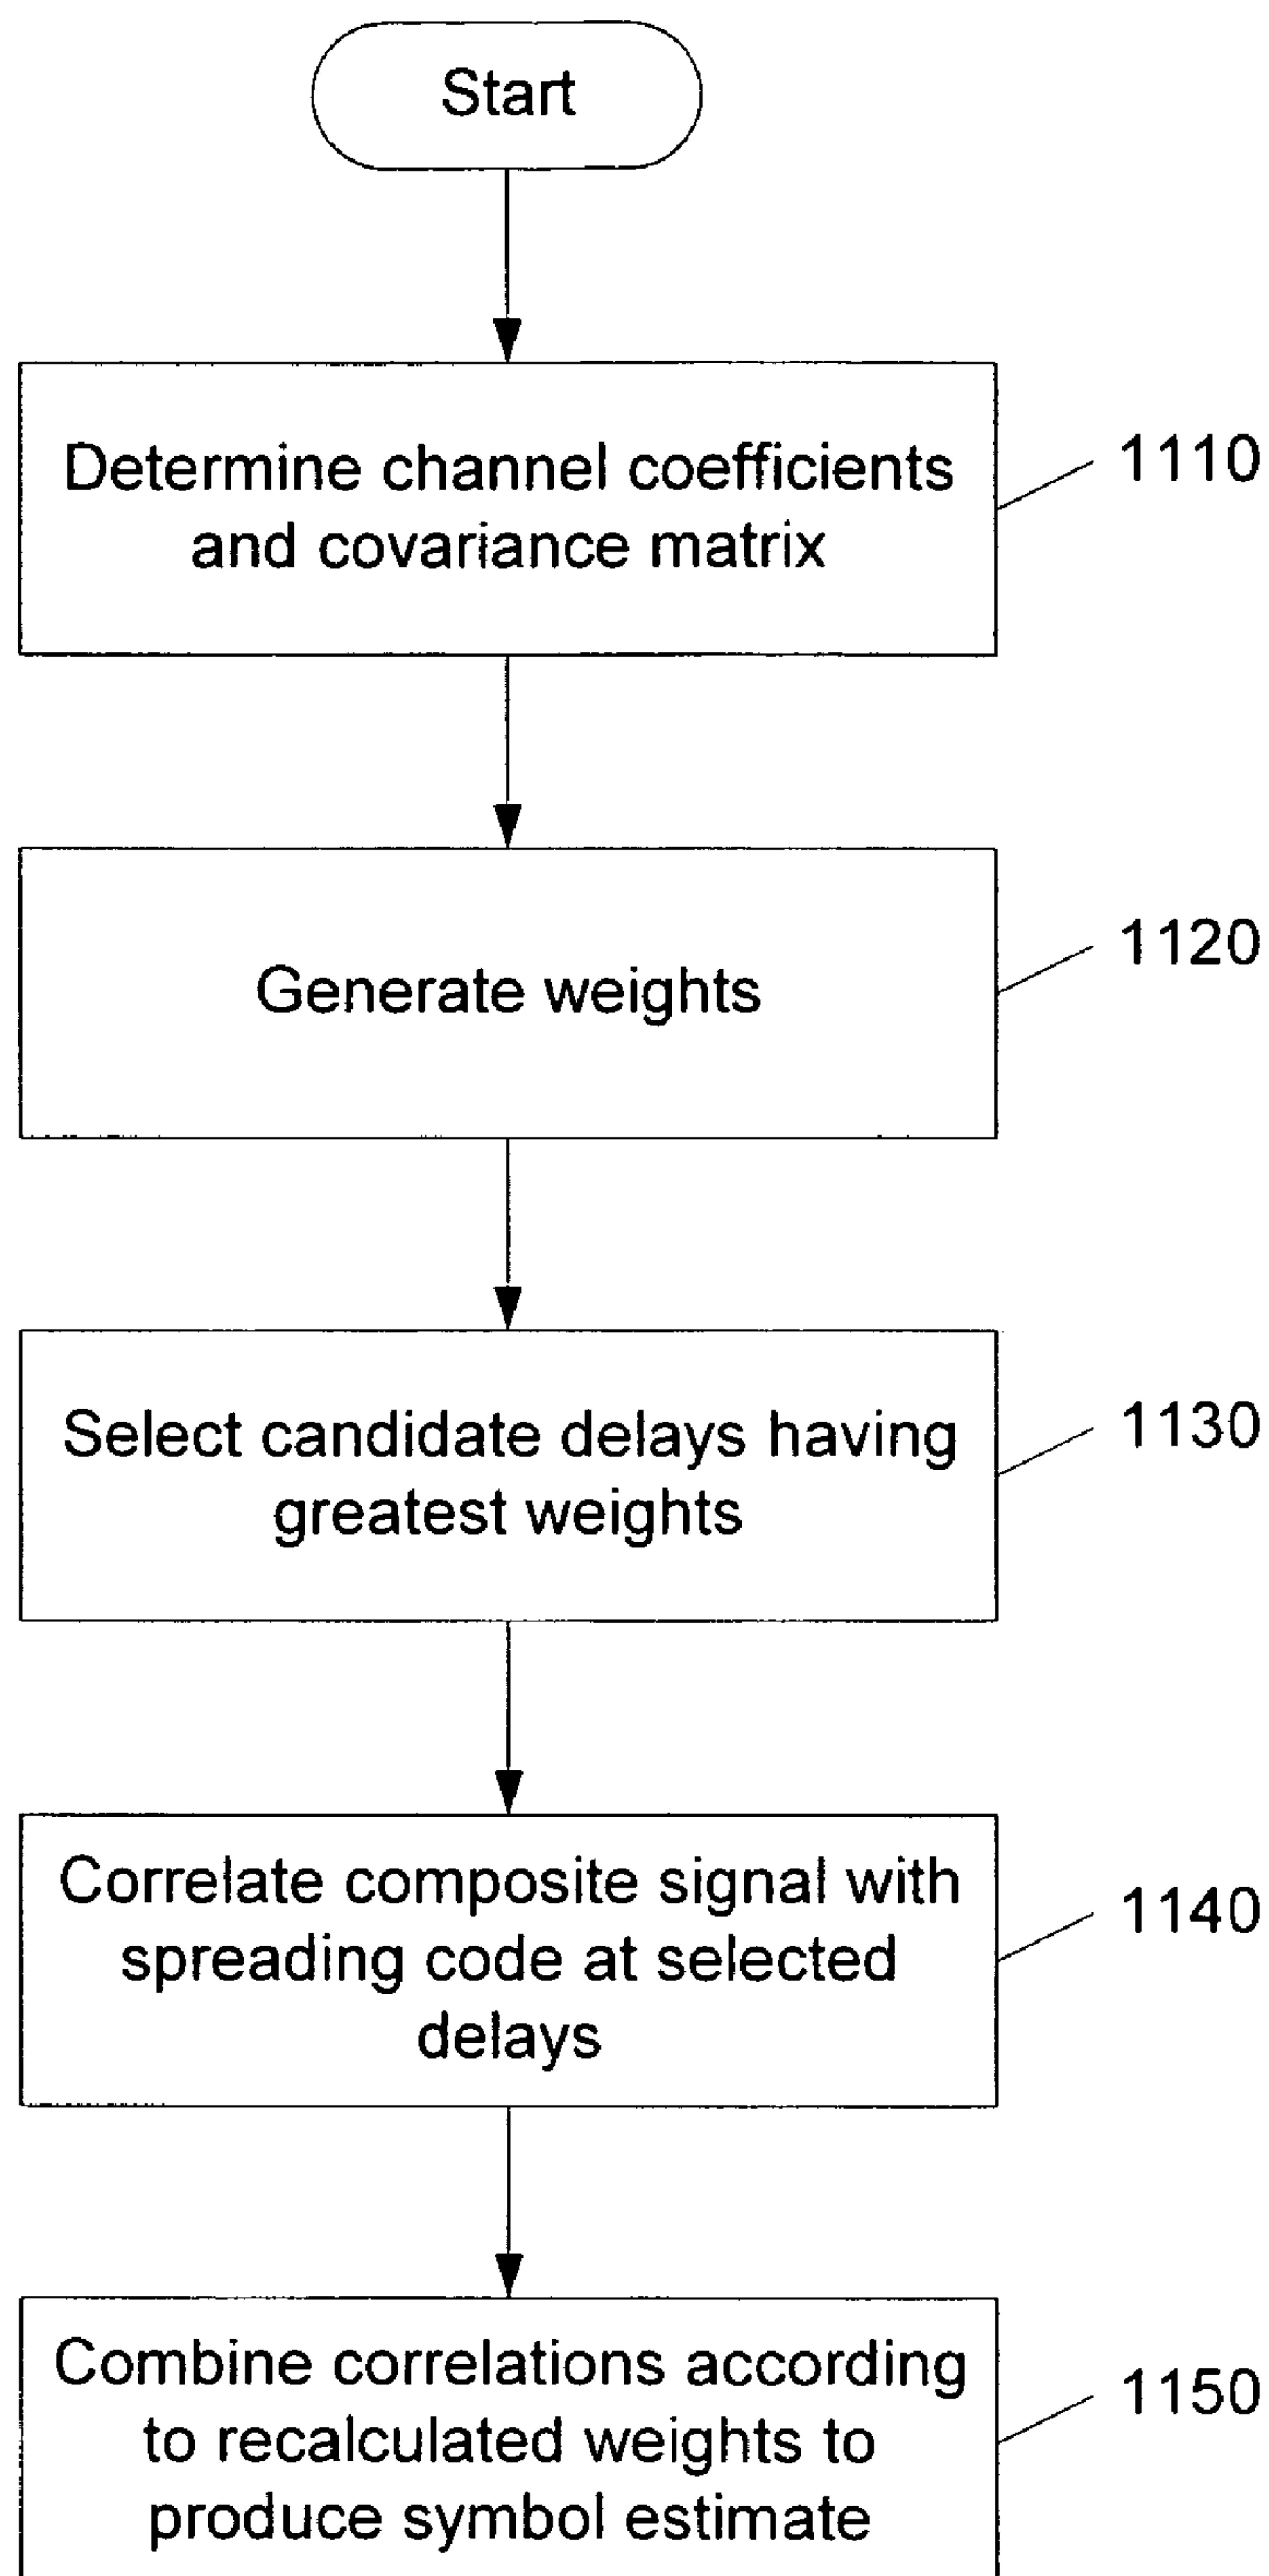 Start
Determine channel coefficients
and covariance matrix
1110
Generate weights
1120
Select candidate delays having
greatest weights
1130
Correlate composite signal with
spreading code at selected
delays
1140
Combine correlations according
to recalculated weights to
produce symbol estimate
1150